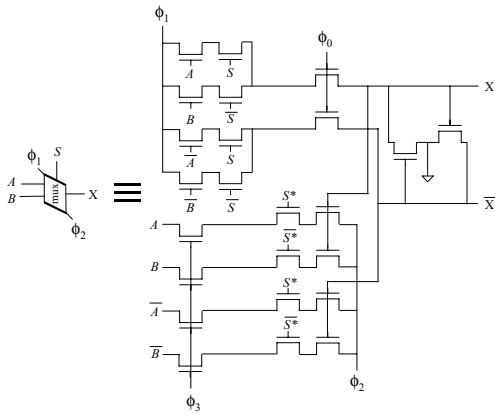 ϕ₁
ϕ₀
A S
X
B S̅
A̅ S
ϕ₁ S
A
B
mux
X
ϕ₂
B̅ S̅
X̅
A S*
B S̅*
A̅ S*
B̅ S̅*
ϕ₂
ϕ₃